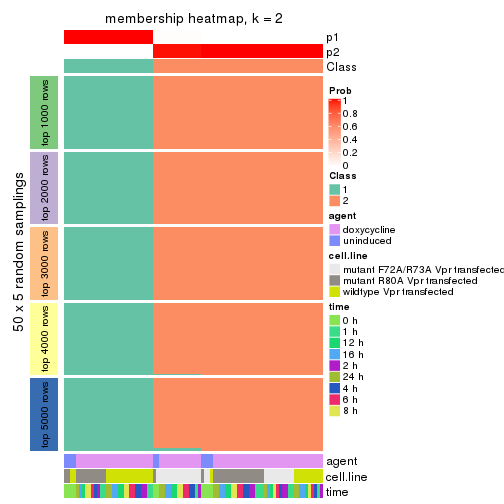 membership heatmap, k = 2
p1
p2
Class
50 x 5 random samplings
top 1000 rows
top 2000 rows
top 3000 rows
top 4000 rows
top 5000 rows
Prob
1
0.8
0.6
0.4
0.2
0
Class
1
2
agent
doxycycline
uninduced
cell.line
mutant F72A/R73A Vpr transfected
mutant R80A Vpr transfected
wildtype Vpr transfected
time
0 h
1 h
12 h
16 h
2 h
24 h
4 h
6 h
8 h
agent
cell.line
time